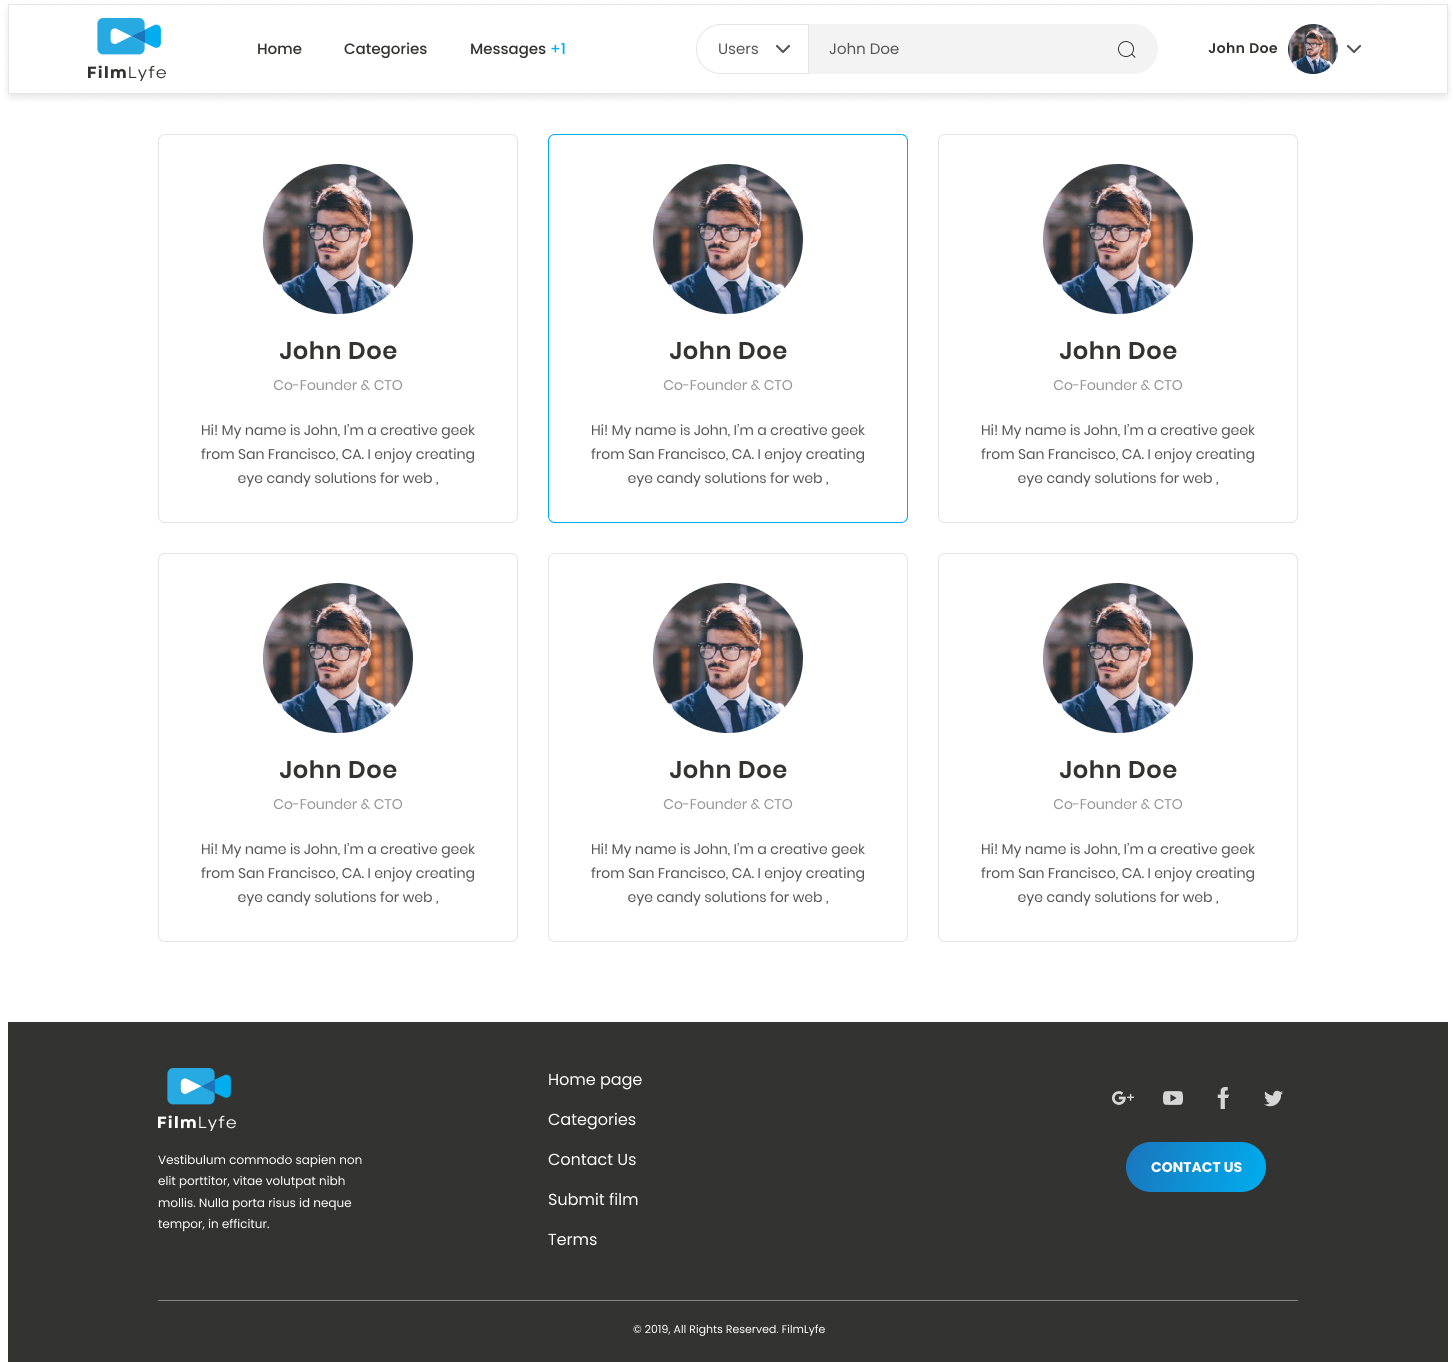 FilmLyfe
Home
Categories
Messages +1
Users
John Doe
John Doe
John Doe
Co-Founder & CTO
Hi! My name is John, I'm a creative geek
from San Francisco, CA. I enjoy creating
eye candy solutions for web ,
John Doe
Co-Founder & CTO
Hi! My name is John, I'm a creative geek
from San Francisco, CA. I enjoy creating
eye candy solutions for web ,
John Doe
Co-Founder & CTO
Hi! My name is John, I'm a creative geek
from San Francisco, CA. I enjoy creating
eye candy solutions for web ,
John Doe
Co-Founder & CTO
Hi! My name is John, I'm a creative geek
from San Francisco, CA. I enjoy creating
eye candy solutions for web ,
John Doe
Co-Founder & CTO
Hi! My name is John, I'm a creative geek
from San Francisco, CA. I enjoy creating
eye candy solutions for web ,
John Doe
Co-Founder & CTO
Hi! My name is John, I'm a creative geek
from San Francisco, CA. I enjoy creating
eye candy solutions for web ,
FilmLyfe
Vestibulum commodo sapien non
elit porttitor, vitae volutpat nibh
mollis. Nulla porta risus id neque
tempor, in efficitur.
Home page
Categories
Contact Us
Submit film
Terms
G+
CONTACT US
© 2019, All Rights Reserved. FilmLyfe